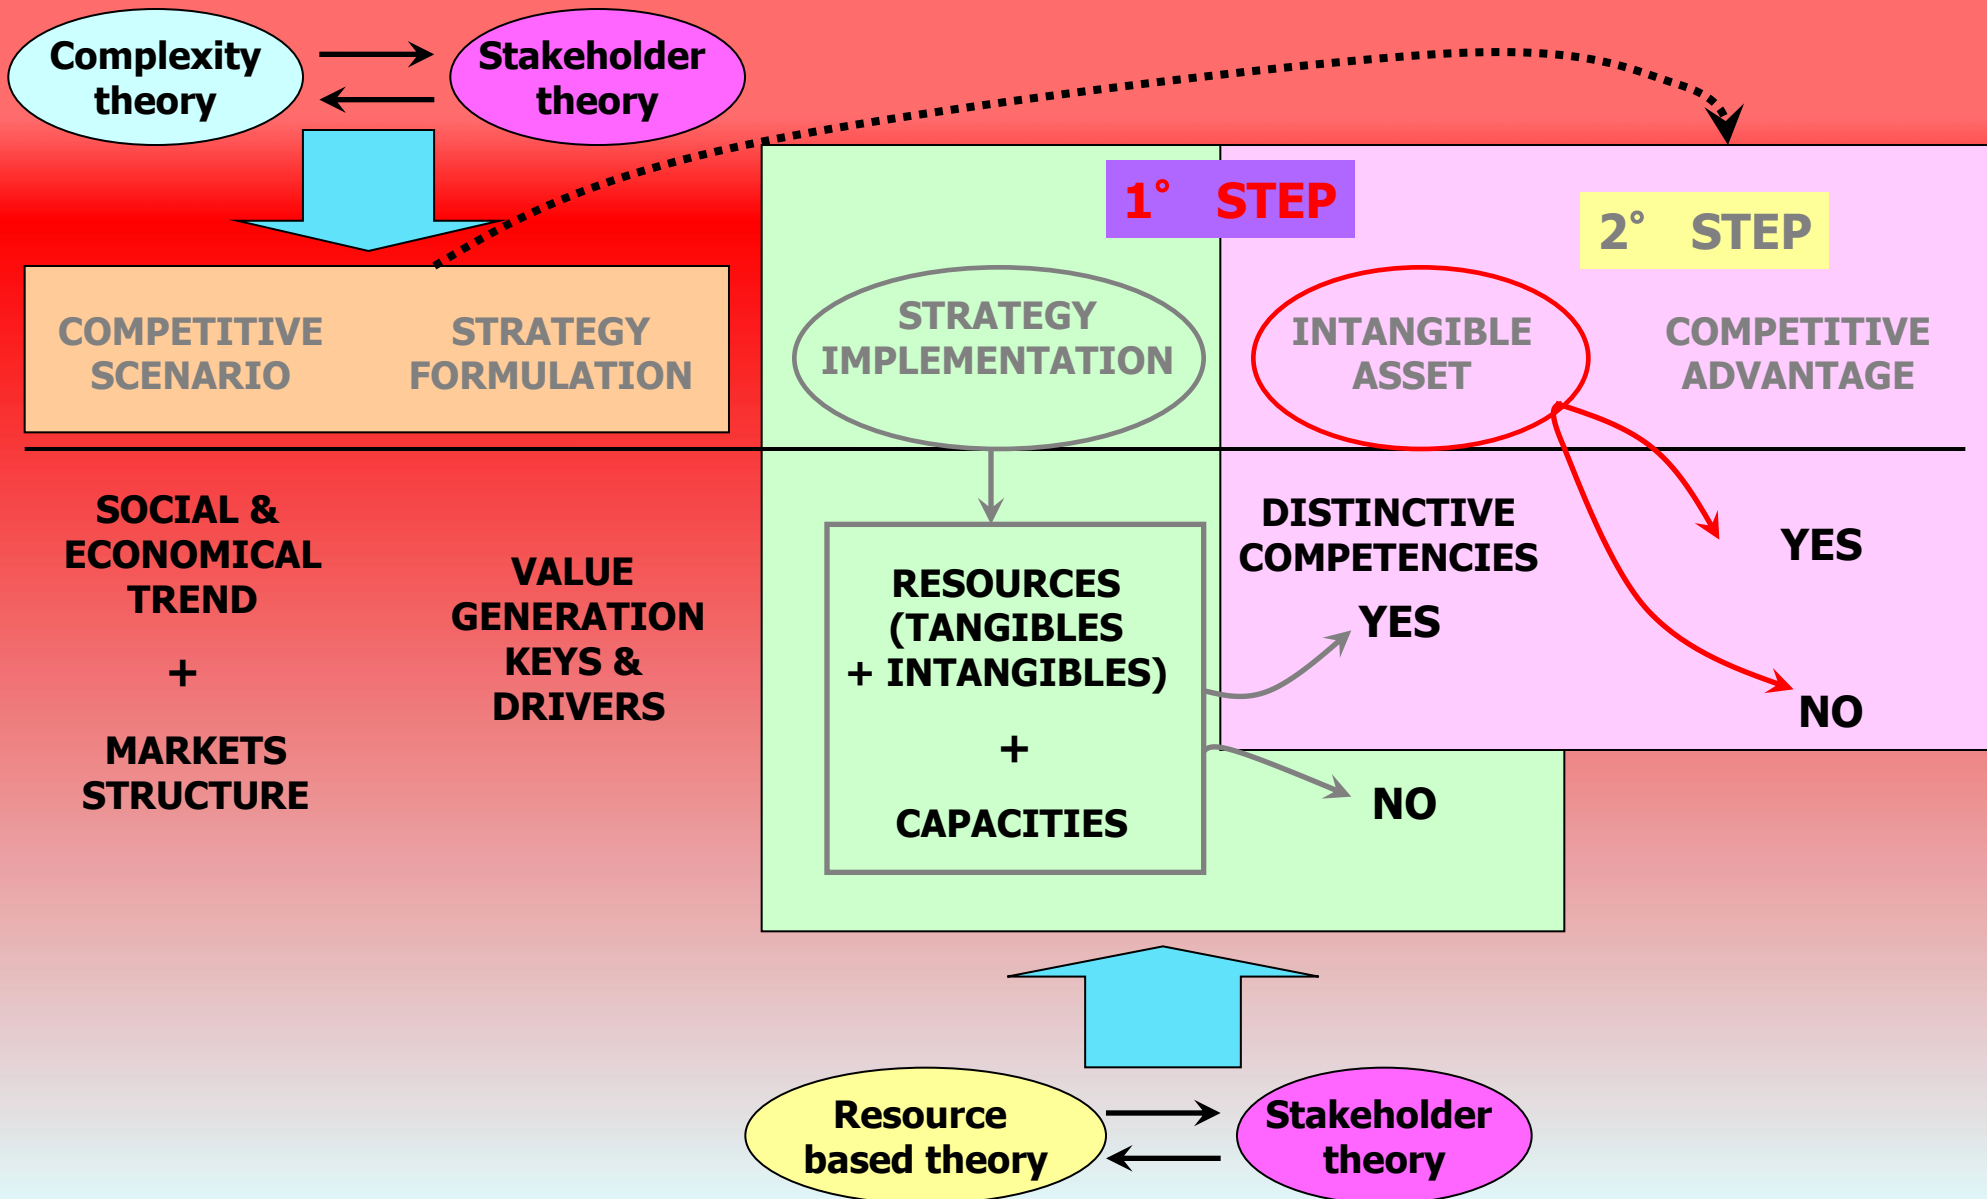 Complexity
theory
Stakeholder
theory
1° STEP
2° STEP
COMPETITIVE
SCENARIO
STRATEGY
FORMULATION
STRATEGY
IMPLEMENTATION
INTANGIBLE
ASSET
COMPETITIVE
ADVANTAGE
SOCIAL &
ECONOMICAL
TREND
+
MARKETS
STRUCTURE
VALUE
GENERATION
KEYS &
DRIVERS
RESOURCES
(TANGIBLES
+ INTANGIBLES)
+
CAPACITIES
DISTINCTIVE
COMPETENCIES
YES
NO
YES
NO
Resource
based theory
Stakeholder
theory